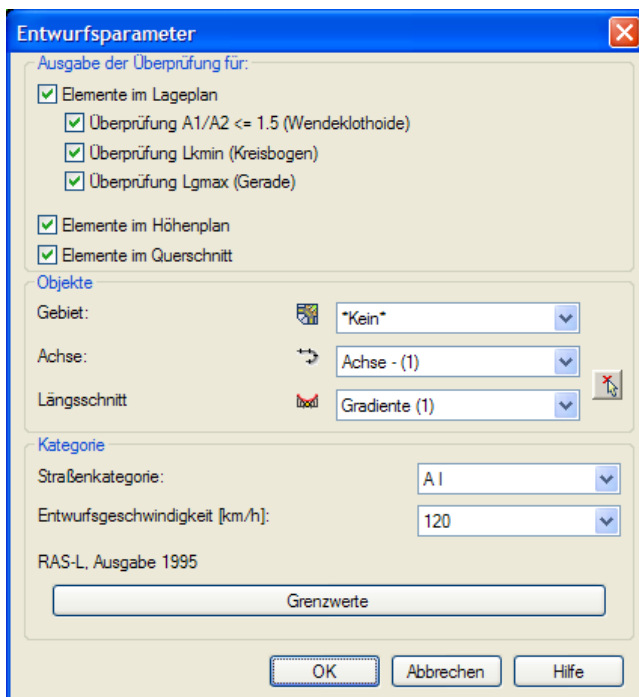 Entwurfsparameter
Ausgabe der Überprüfung für:
Elemente im Lageplan
Überprüfung A1/A2 <= 1.5 (Wendeklothoide)
Überprüfung Lkmin (Kreisbogen)
Überprüfung Lgmax (Gerade)
Elemente im Höhenplan
Elemente im Querschnitt
Objekte
Gebiet: *Kein*
Achse: Achse - (1)
Längsschnitt Gradiente (1)
Kategorie
Straßenkategorie: A I
Entwurfsgeschwindigkeit [km/h]: 120
RAS-L, Ausgabe 1995
Grenzwerte
OK Abbrechen Hilfe